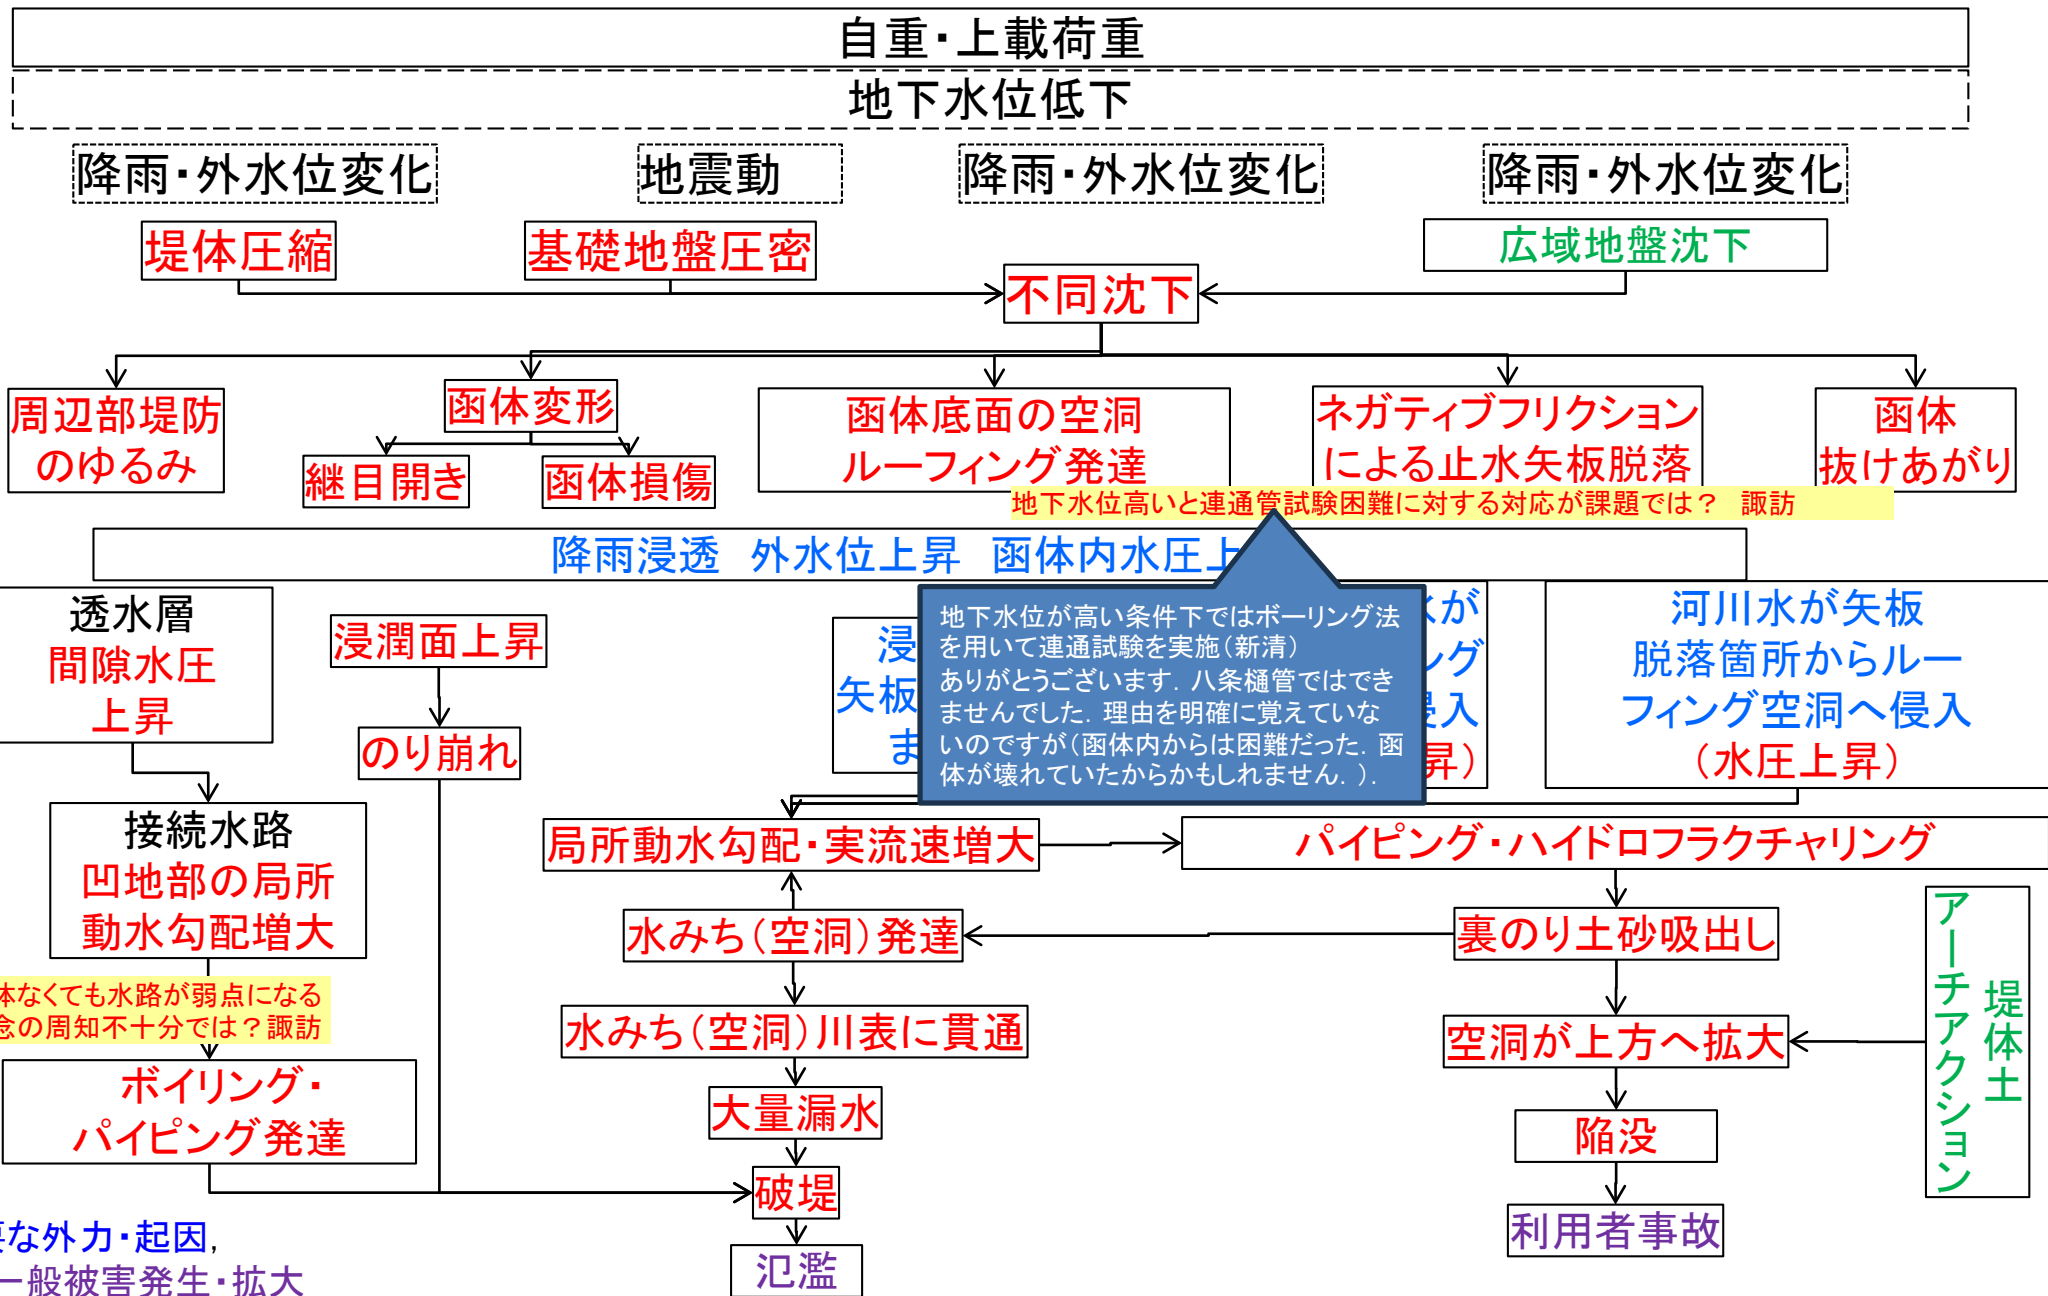 自重・上載荷重
地下水位低下
降雨・外水位変化
地震動
降雨・外水位変化
降雨・外水位変化
堤体圧縮
基礎地盤圧密
広域地盤沈下
不同沈下
周辺部堤防
のゆるみ
函体変形
継目開き
函体損傷
函体底面の空洞
ルーフィング発達
ネガティブフリクション
による止水矢板脱落
函体
抜けあがり
地下水位高いと連通管試験困難に対する対応が課題では？　諏訪
降雨浸透　外水位上昇　函体内水圧上
透水層
間隙水圧
上昇
浸潤面上昇
のり崩れ
浸
矢板
ま
地下水位が高い条件下ではボーリング法
を用いて連通試験を実施（新清）
ありがとうございます．八条樋管ではでき
ませんでした．理由を明確に覚えていな
いのですが（函体内からは困難だった．函
体が壊れていたからかもしれません．）．
水が
ング
侵入
昇）
河川水が矢板
脱落箇所からルー
フィング空洞へ侵入
（水圧上昇）
接続水路
凹地部の局所
動水勾配増大
局所動水勾配・実流速増大
パイピング・ハイドロフラクチャリング
水みち（空洞）発達
裏のり土砂吸出し
堤体土
アーチアクション
体なくても水路が弱点になる
念の周知不十分では？諏訪
水みち（空洞）川表に貫通
空洞が上方へ拡大
ボイリング・
パイピング発達
大量漏水
陥没
破堤
利用者事故
要な外力・起因，
一般被害発生・拡大
氾濫